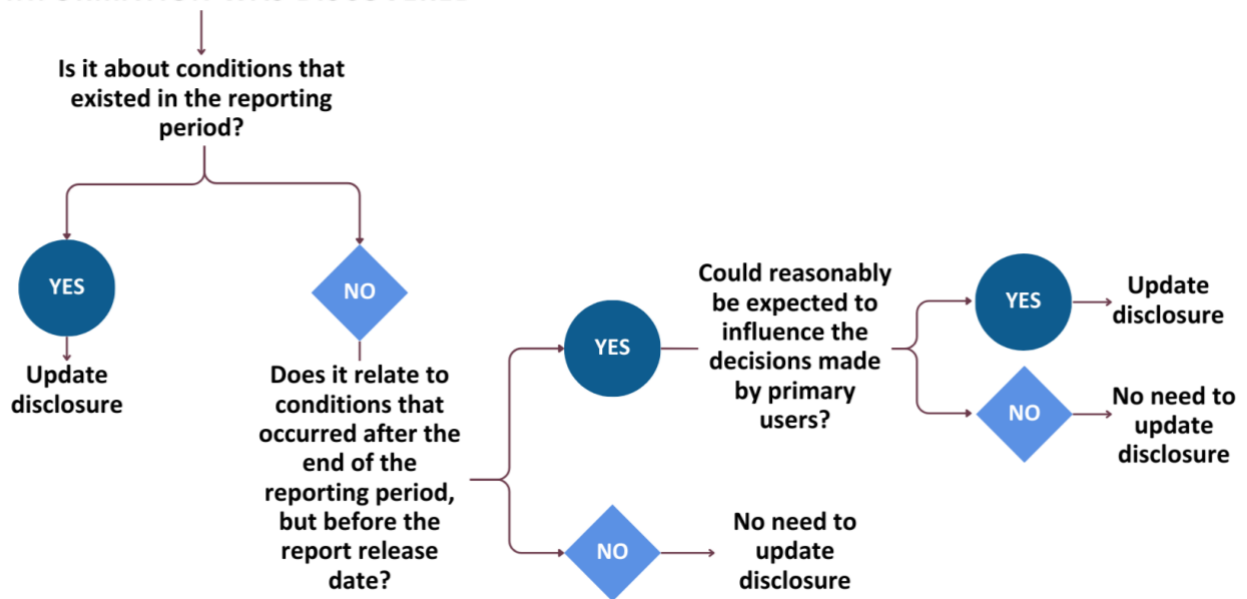 Is it about conditions that
existed in the reporting
period?
YES
Update
disclosure
NO
Does it relate to
conditions that
occurred after the
end of the
reporting period,
but before the
report release
date?
YES
Could reasonably
be expected to
influence the
decisions made
by primary
users?
YES
Update
disclosure
NO
No need to
update
disclosure
NO
No need to
update
disclosure